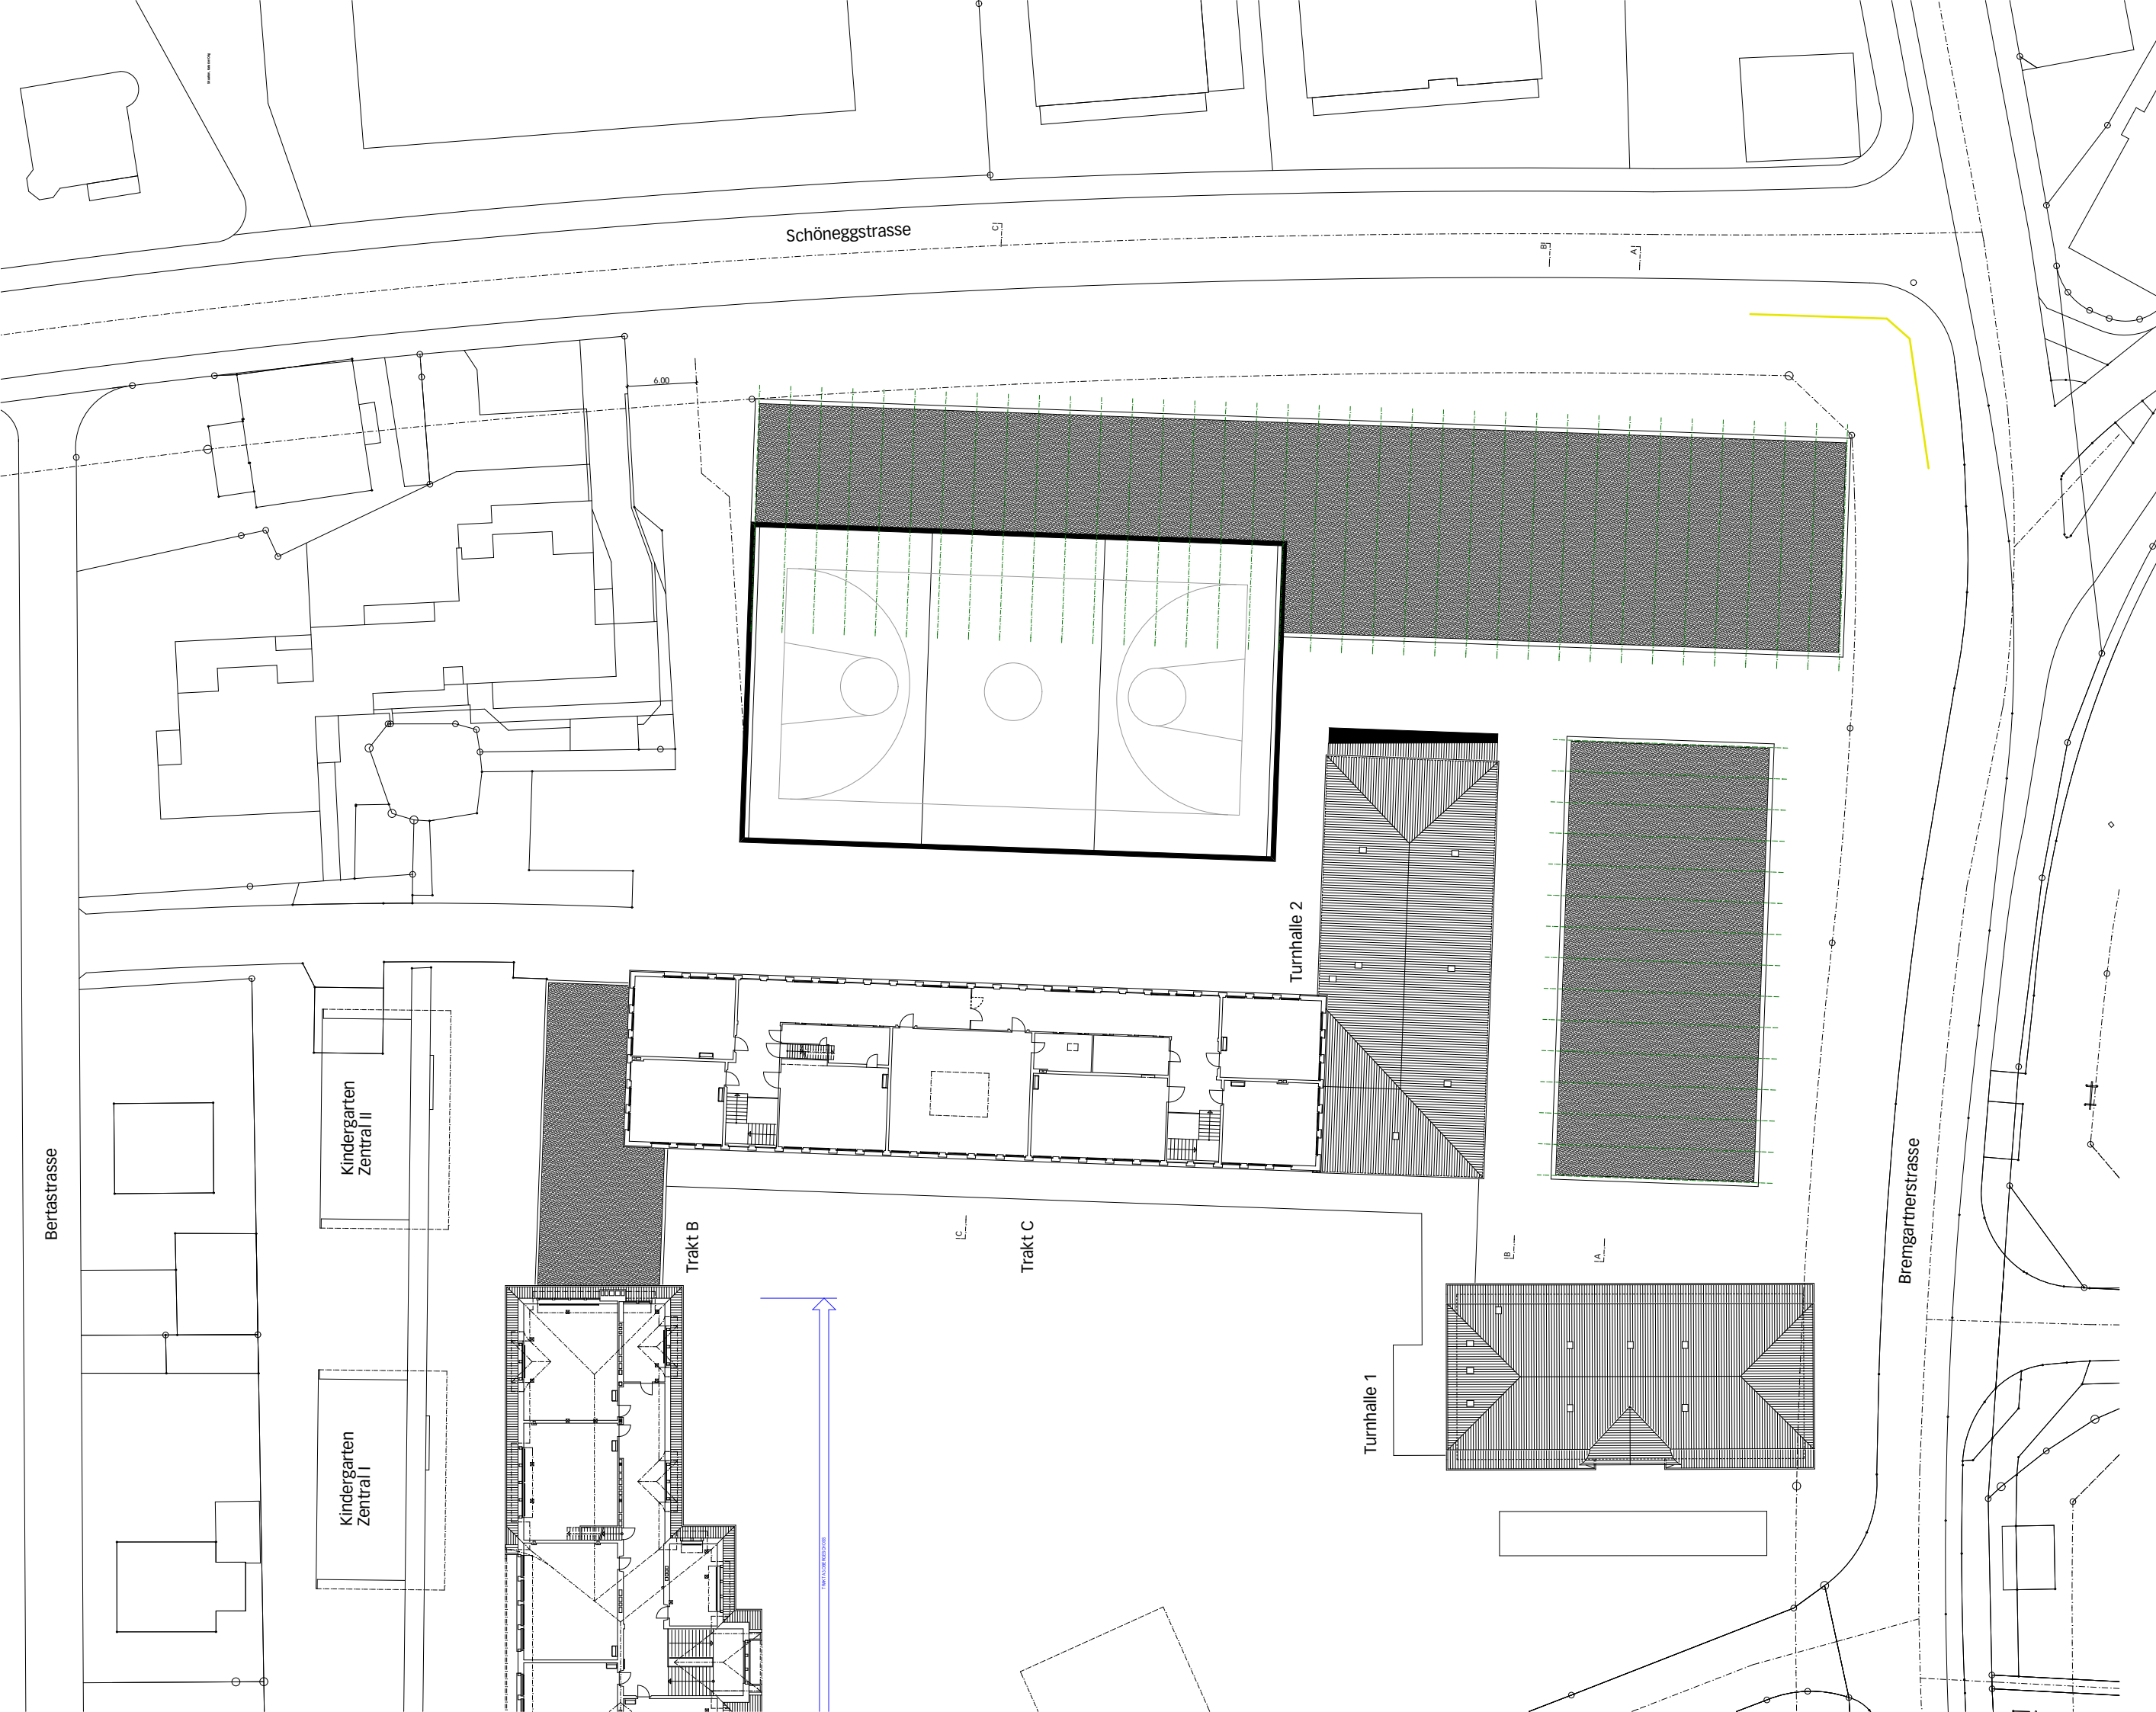 Schöneggstrasse
C|
B|
A|
6.00
Turnhalle 2
Kindergarten
Zentral II
Bertastrasse
Trakt B
|C
Trakt C
|B
|A
Bremgartnerstrasse
Turnhalle 1
Kindergarten
Zentral I